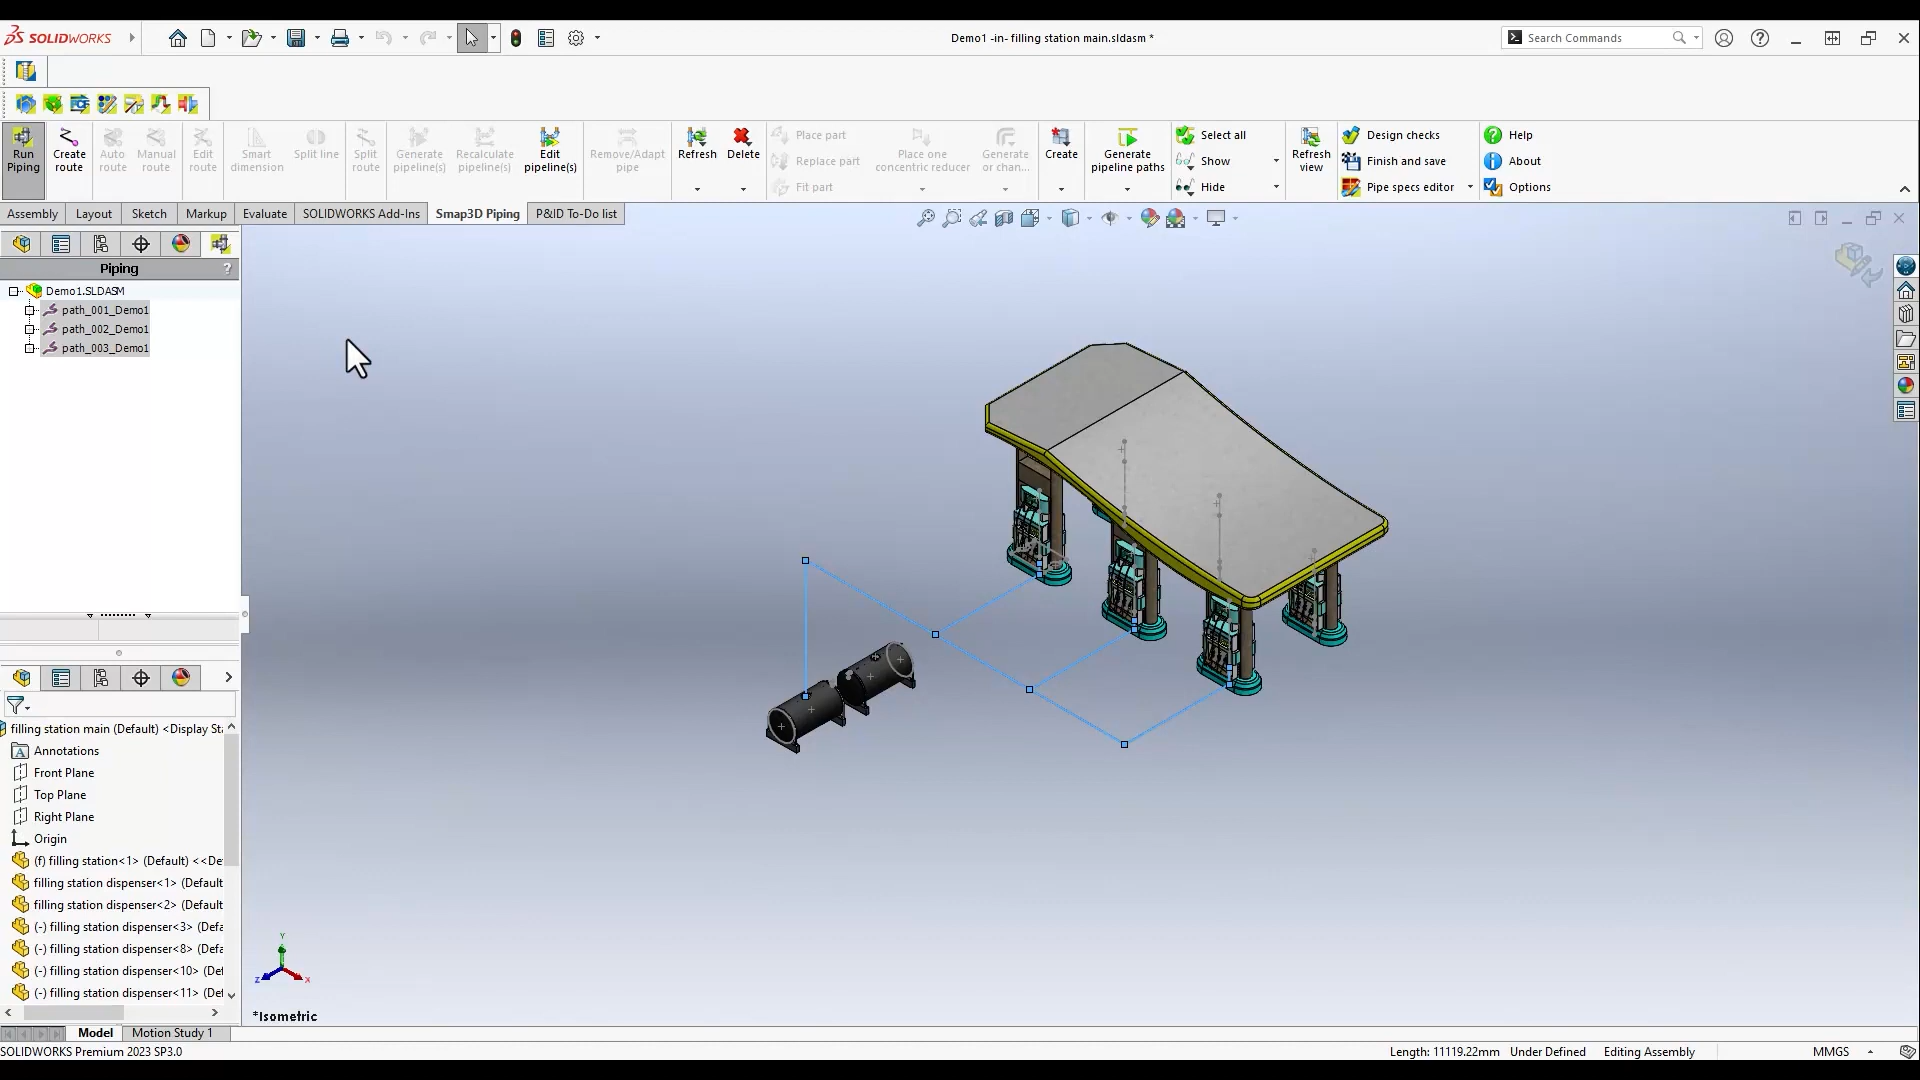 SOLIDWORKS
Demo1 -in- filling station main.sldasm *
Search Commands
Run Piping
Create route
Auto route
Manual route
Edit route
Smart dimension
Split line
Split route
Generate pipeline(s)
Recalculate pipeline(s)
Edit pipeline(s)
Remove/Adapt pipe
Refresh
Delete
Place part
Replace part
Fit part
Place one concentric reducer
Generate or chan...
Create
Generate pipeline paths
Select all
Show
Hide
Refresh view
Design checks
Finish and save
Pipe specs editor
Help
About
Options
Assembly
Layout
Sketch
Markup
Evaluate
SOLIDWORKS Add-Ins
Smap3D Piping
P&ID To-Do list
Piping
?
Demo1.SLDASM
path_001_Demo1
path_002_Demo1
path_003_Demo1
filling station main (Default) <Display Sta
Annotations
Front Plane
Top Plane
Right Plane
Origin
(f) filling station<1> (Default) <<De
filling station dispenser<1> (Default
filling station dispenser<2> (Default
(-) filling station dispenser<3> (Defa
(-) filling station dispenser<8> (Defa
(-) filling station dispenser<10> (Def
(-) filling station dispenser<11> (Def
Y
Z
X
*Isometric
Model
Motion Study 1
SOLIDWORKS Premium 2023 SP3.0
Length: 11119.22mm
Under Defined
Editing Assembly
MMGS